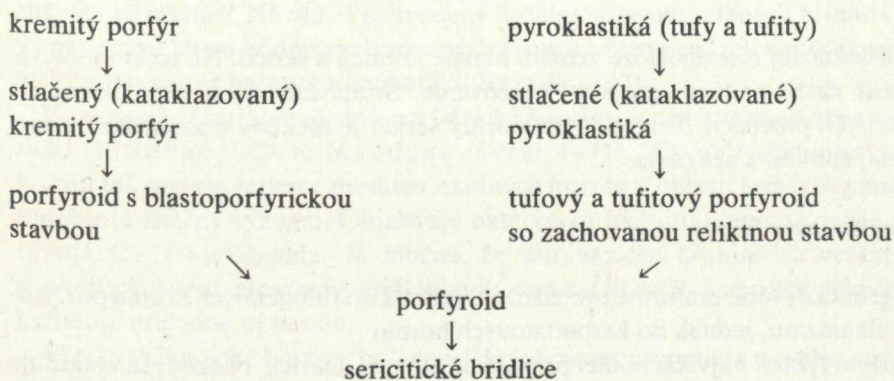 kremitý porfýr
pyroklastiká (tufy a tufity)
stlačený (kataklazovaný)
kremitý porfýr
stlačené (kataklazované)
pyroklastiká
porfyroid s blastoporfyrickou
stavbou
tufový a tufitový porfyroid
so zachovanou reliktnou stavbou
porfyroid
sericitické bridlice